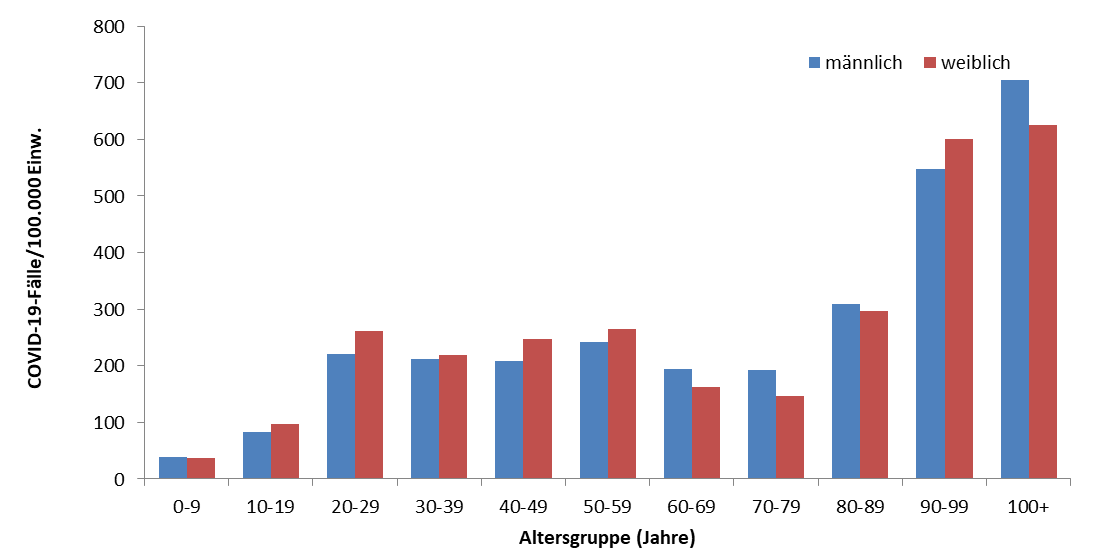 800
700
600
500
400
300
200
100
0
COVID-19-Fälle/100.000 Einw.
männlich weiblich
0-9 10-19 20-29 30-39 40-49 50-59 60-69 70-79 80-89 90-99 100+
Altersgruppe (Jahre)